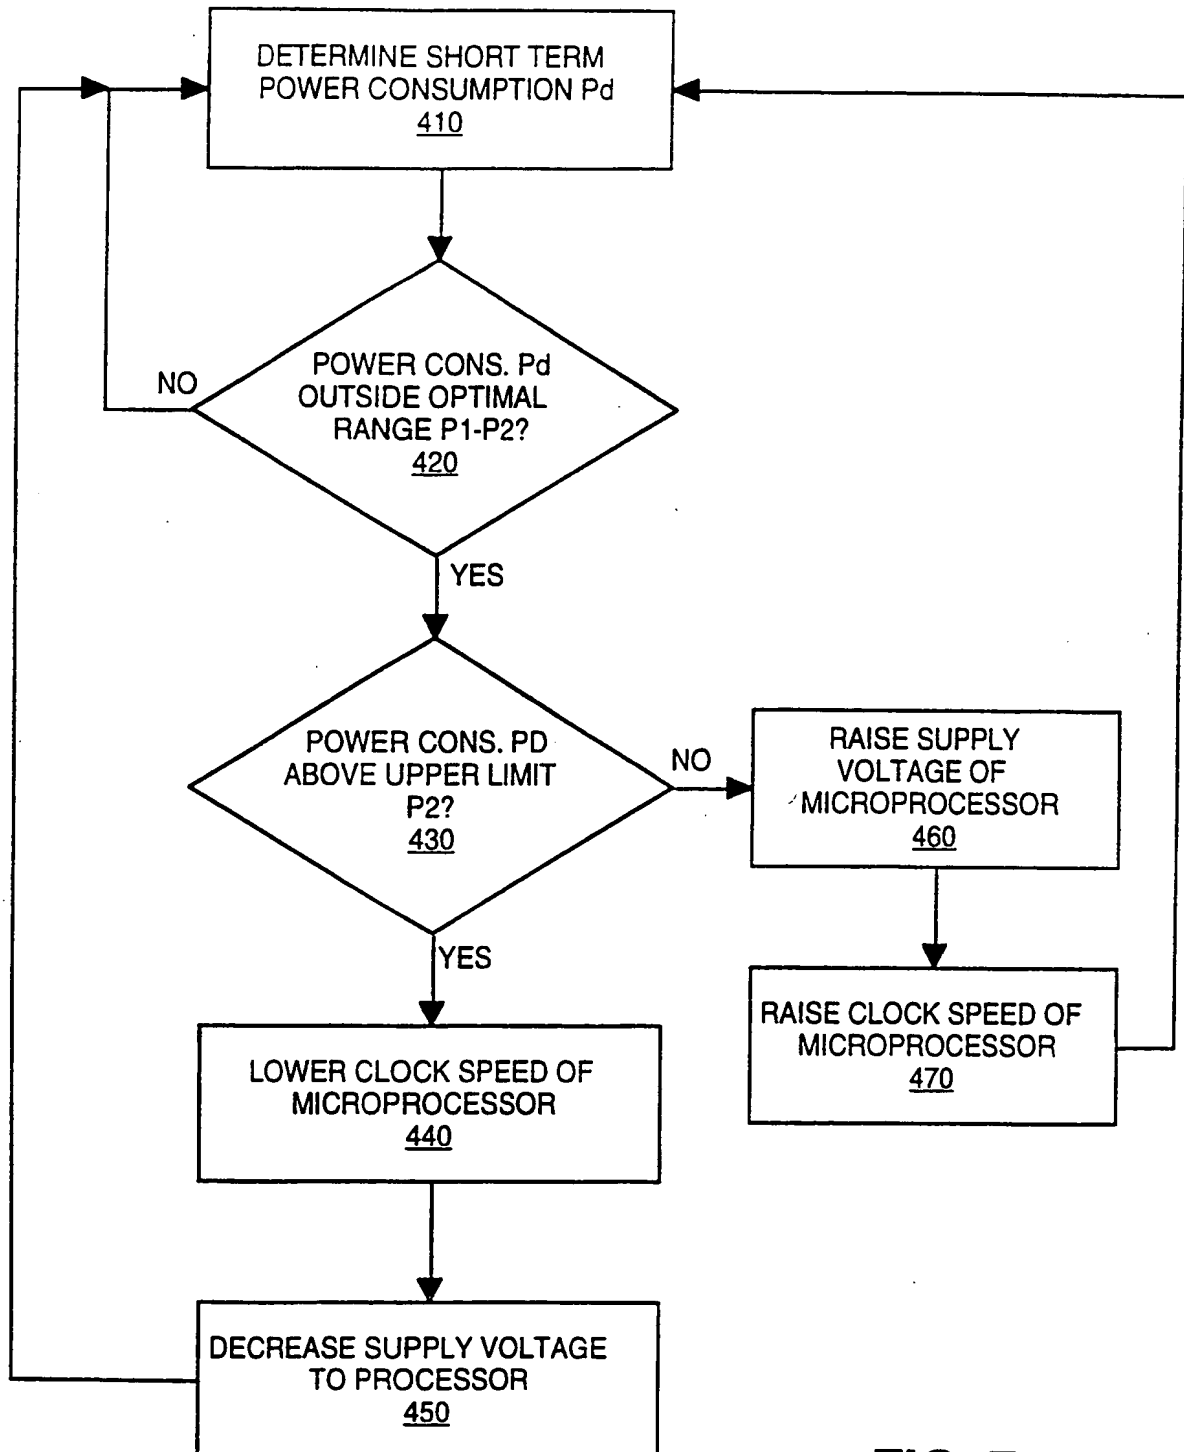 DETERMINE SHORT TERM
POWER CONSUMPTION Pd
410
POWER CONS. Pd
OUTSIDE OPTIMAL
RANGE P1-P2?
420
NO
YES
POWER CONS. PD
ABOVE UPPER LIMIT
P2?
430
NO
RAISE SUPPLY
VOLTAGE OF
MICROPROCESSOR
460
YES
RAISE CLOCK SPEED OF
MICROPROCESSOR
470
LOWER CLOCK SPEED OF
MICROPROCESSOR
440
DECREASE SUPPLY VOLTAGE
TO PROCESSOR
450